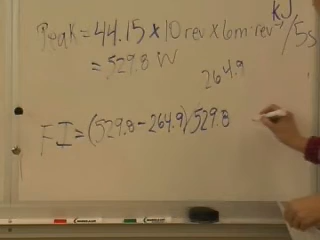 Peak = 44.15 × 10 rev × 6 m·rev⁻¹/5s
kJ
= 529.8 W
264.9
FI = (529.8 - 264.9)/529.8